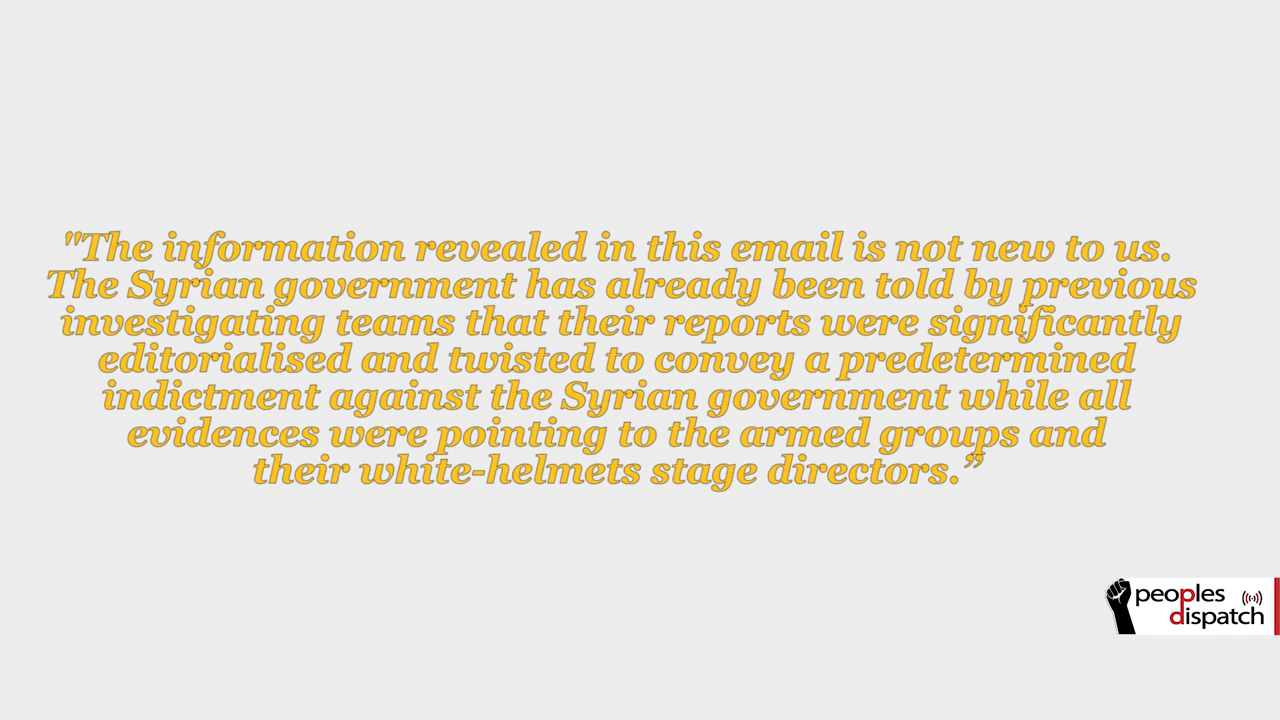 "The information revealed in this email is not new to us.
The Syrian government has already been told by previous
investigating teams that their reports were significantly
editorialised and twisted to convey a predetermined
indictment against the Syrian government while all
evidences were pointing to the armed groups and
their white-helmets stage directors.”
peoples
dispatch